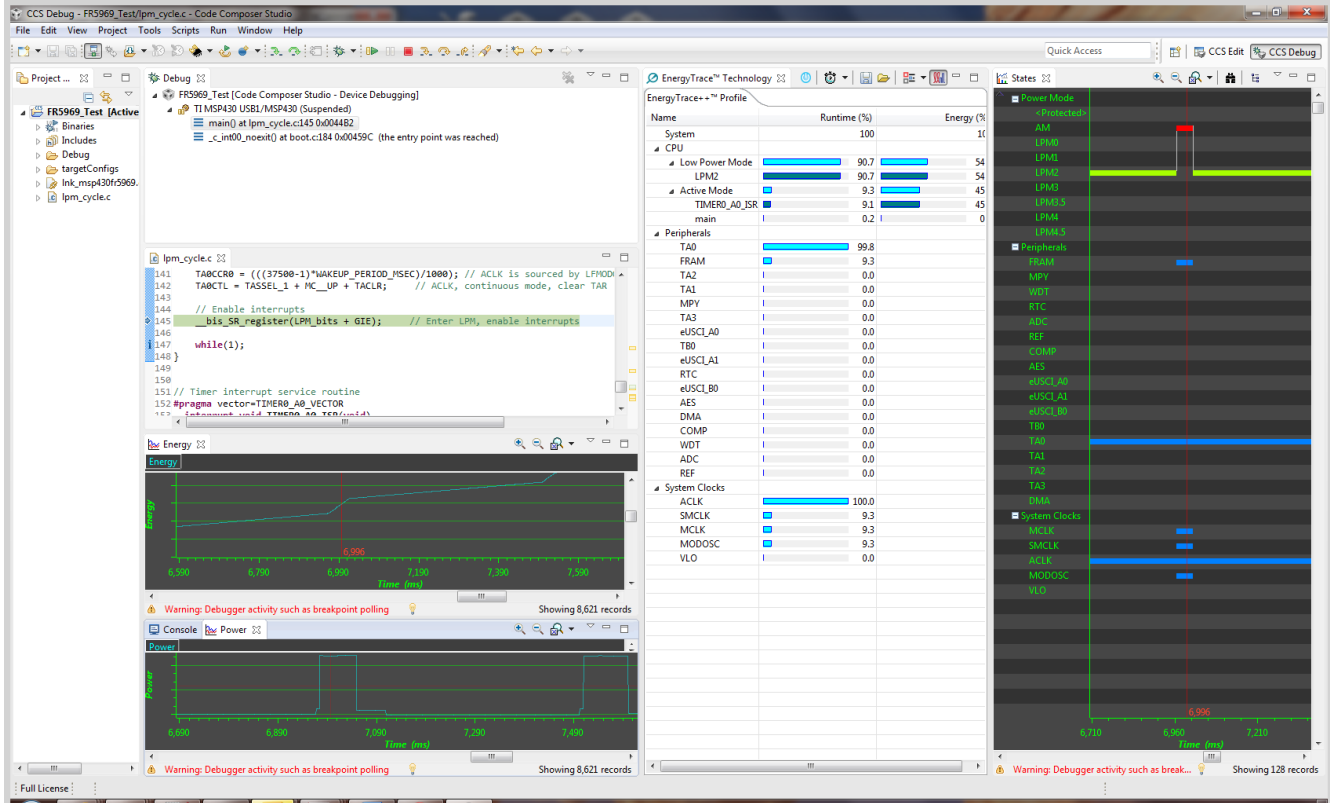 CCS Debug - FR5969_Test/lpm_cycle.c - Code Composer Studio
File Edit View Project Tools Scripts Run Window Help
Quick Access
CCS Edit
CCS Debug
Project ...
FR5969_Test [Active
Binaries
Includes
Debug
targetConfigs
lnk_msp430fr5969.
lpm_cycle.c
Debug
FR5969_Test [Code Composer Studio - Device Debugging]
TI MSP430 USB1/MSP430 (Suspended)
main() at lpm_cycle.c:145 0x0044B2
_c_int00_noexit() at boot.c:184 0x00459C (the entry point was reached)
lpm_cycle.c
141 TA0CCR0 = (((37500-1)*WAKEUP_PERIOD_MSEC)/1000); // ACLK is sourced by LFMOD
142 TA0CTL = TASSEL_1 + MC__UP + TACLR; // ACLK, continuous mode, clear TAR
143
144 // Enable interrupts
145 __bis_SR_register(LPM_bits + GIE); // Enter LPM, enable interrupts
146
147 while(1);
148 }
149
150
151 // Timer interrupt service routine
152 #pragma vector=TIMER0_A0_VECTOR
153 __interrupt void TIMER0_A0_ISR(void)
Energy
Energy
Energy
6,996
6,590 6,790 6,990 7,190 7,390 7,590
Time (ms)
Warning: Debugger activity such as breakpoint polling
Showing 8,621 records
Console
Power
Power
Power
6,690 6,890 7,090 7,290 7,490
Time (ms)
Warning: Debugger activity such as breakpoint polling
Showing 8,621 records
EnergyTrace™ Technology
EnergyTrace++™ Profile
Name Runtime (%) Energy (%
System 100 10
CPU
Low Power Mode 90.7 54
LPM2 90.7 54
Active Mode 9.3 45
TIMER0_A0_ISR 9.1 45
main 0.2 0
Peripherals
TA0 99.8
FRAM 9.3
TA2 0.0
TA1 0.0
MPY 0.0
TA3 0.0
eUSCI_A0 0.0
TB0 0.0
eUSCI_A1 0.0
RTC 0.0
eUSCI_B0 0.0
AES 0.0
DMA 0.0
COMP 0.0
WDT 0.0
ADC 0.0
REF 0.0
System Clocks
ACLK 100.0
SMCLK 9.3
MCLK 9.3
MODOSC 9.3
VLO 0.0
States
Power Mode
<Protected>
AM
LPM0
LPM1
LPM2
LPM3
LPM3.5
LPM4
LPM4.5
Peripherals
FRAM
MPY
WDT
RTC
ADC
REF
COMP
AES
eUSCI_A0
eUSCI_A1
eUSCI_B0
TB0
TA0
TA1
TA2
TA3
DMA
System Clocks
MCLK
SMCLK
ACLK
MODOSC
VLO
6,996
6,710 6,960 7,210
Time (ms)
Warning: Debugger activity such as break...
Showing 128 records
Full License